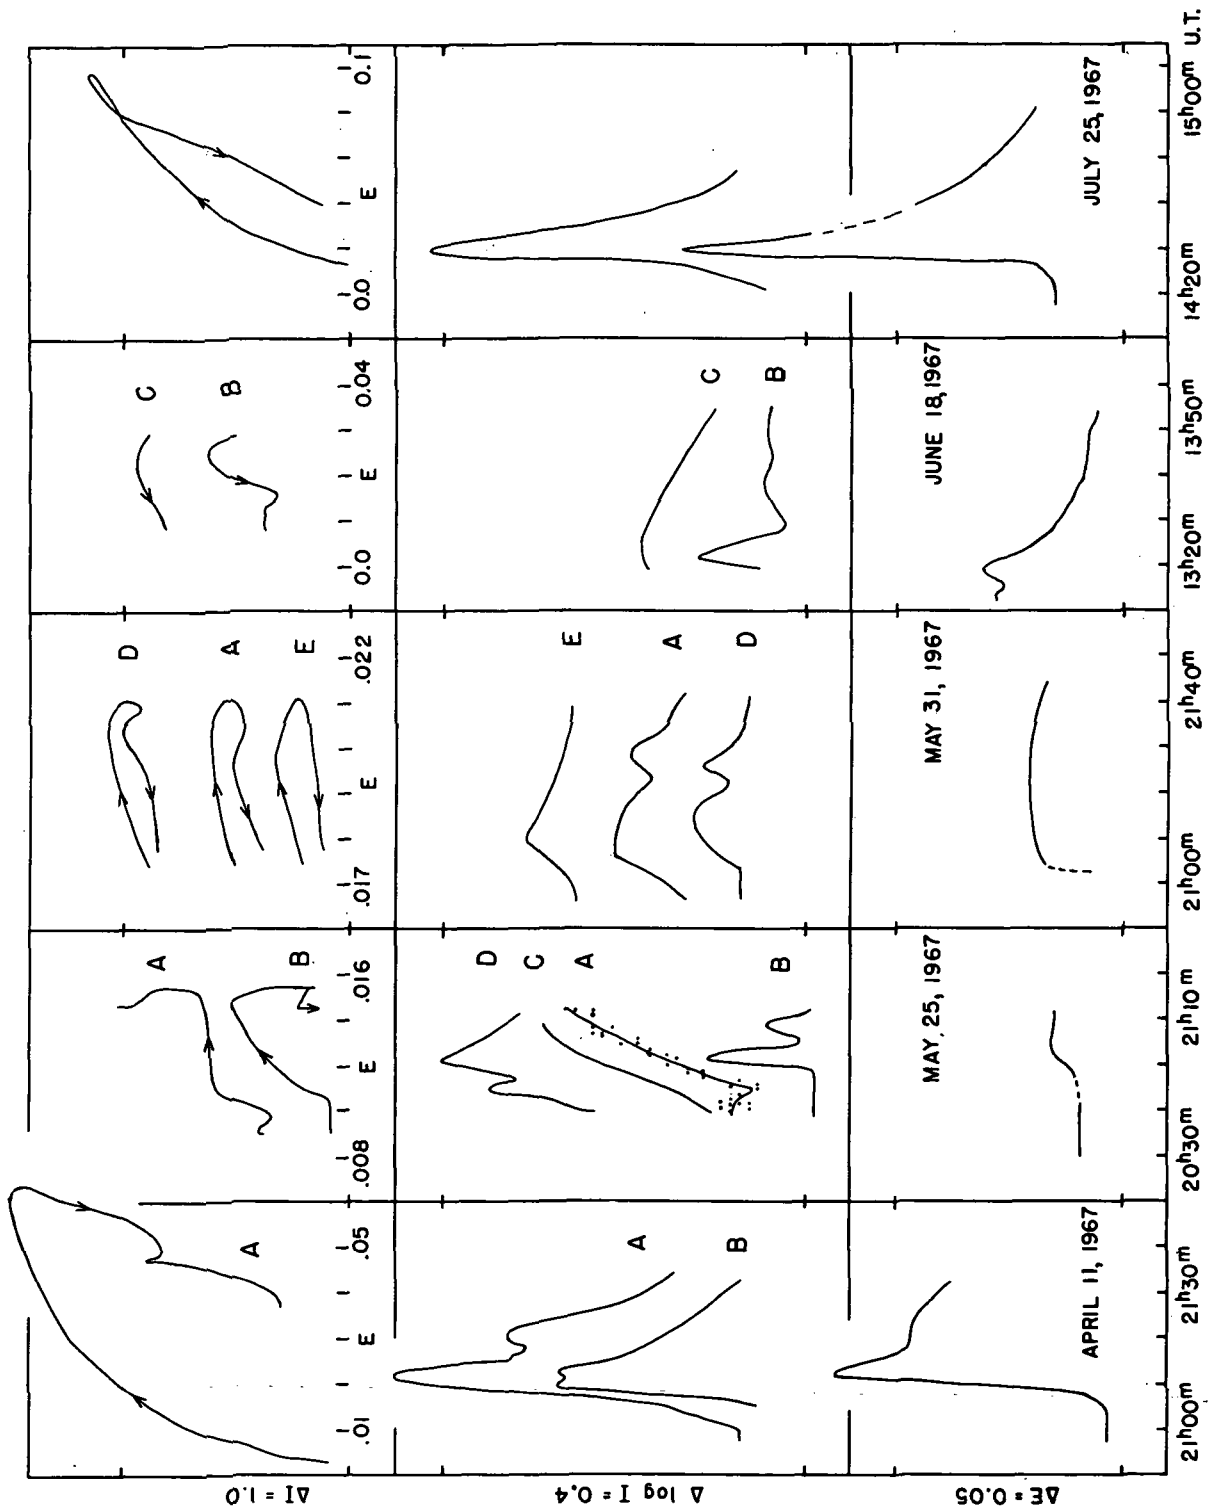 ΔI = 1.0
.01 E .05
A
.008 E .016
A
B
.017 E .022
D
A
E
0.0 E 0.04
C
B
0.0 E 0.1
Δ log I = 0.4
A
B
D
C
A
B
E
A
D
C
B
ΔE = 0.05
APRIL 11, 1967
MAY, 25, 1967
MAY 31, 1967
JUNE 18, 1967
JULY 25, 1967
21h00m 21h30m 20h30m 21h10m 21h00m 21h40m 13h20m 13h50m 14h20m 15h00m U.T.